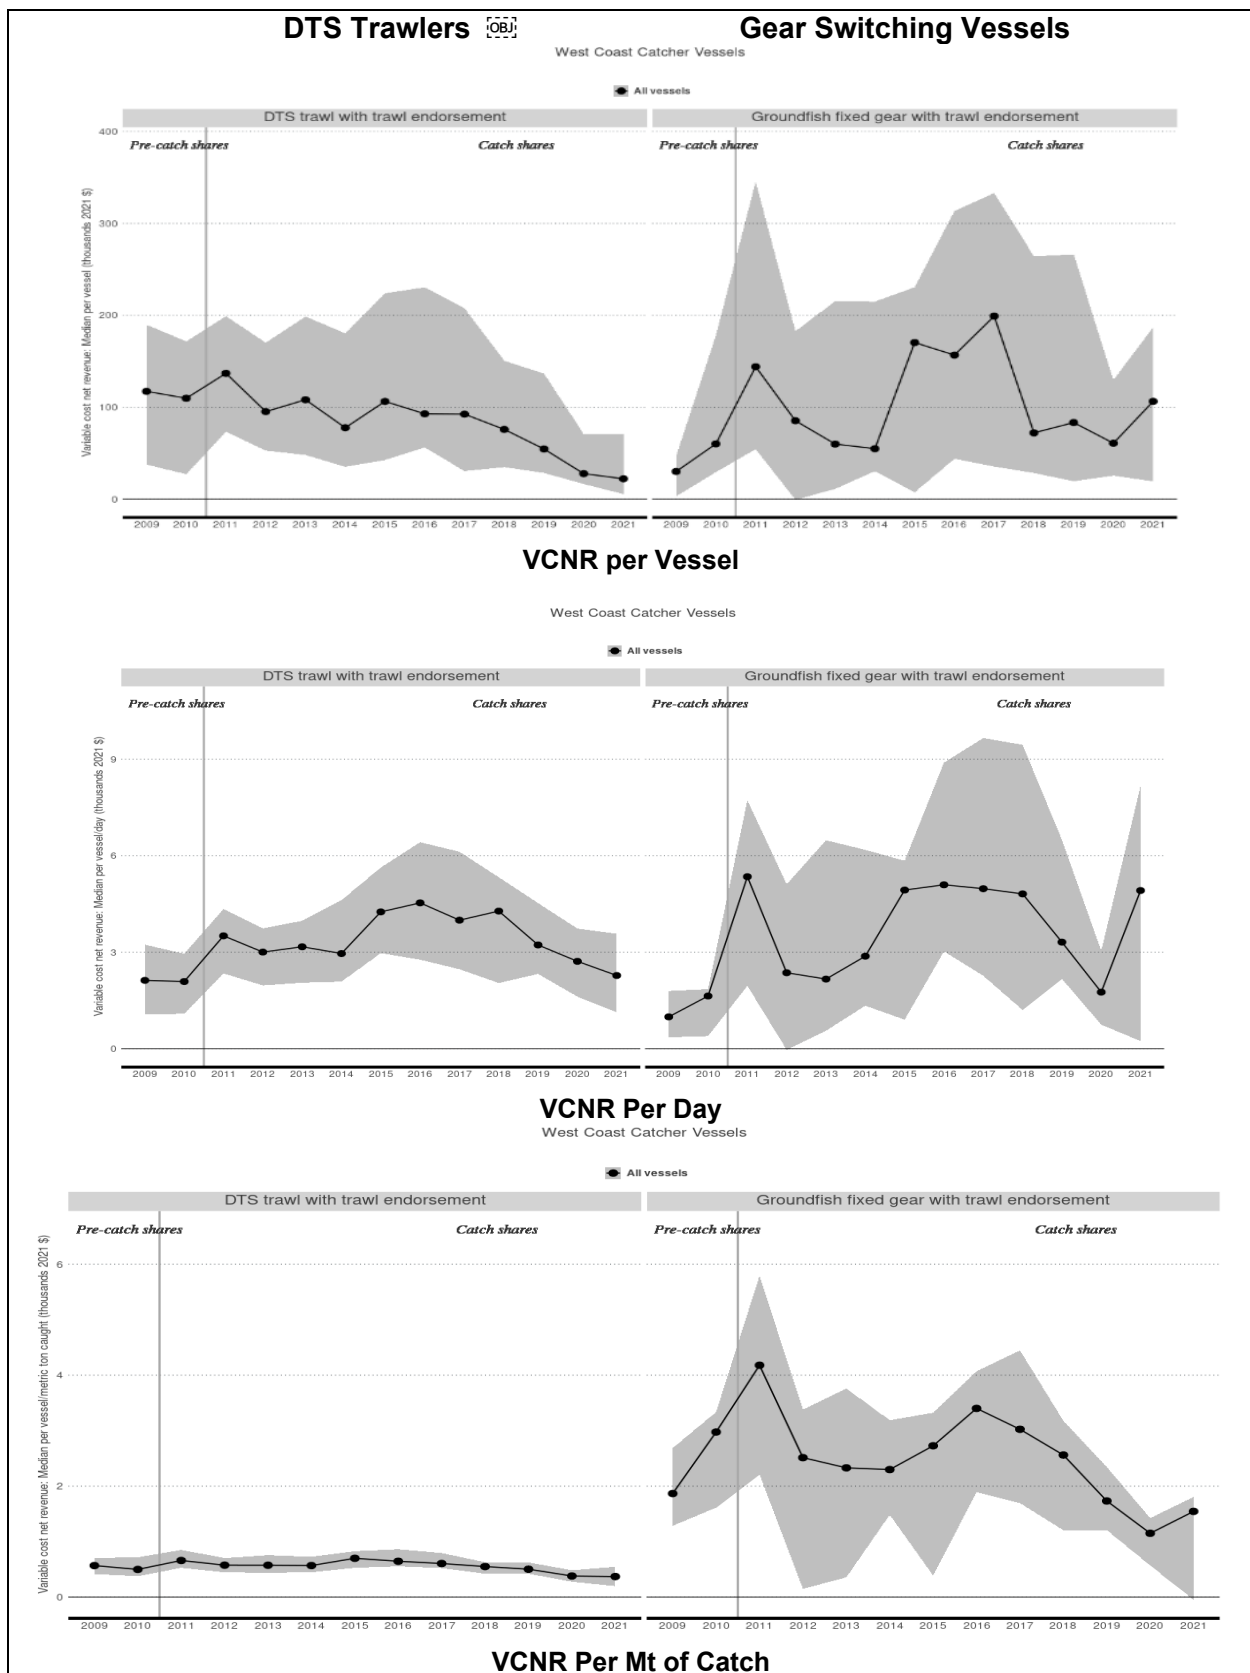 DTS Trawlers OBJ Gear Switching Vessels
West Coast Catcher Vessels
All vessels
DTS trawl with trawl endorsement Groundfish fixed gear with trawl endorsement
Pre-catch shares Catch shares Pre-catch shares Catch shares
Variable cost net revenue: Median per vessel (thousands 2021 $)
400
300
200
100
0
2009 2010 2011 2012 2013 2014 2015 2016 2017 2018 2019 2020 2021 2009 2010 2011 2012 2013 2014 2015 2016 2017 2018 2019 2020 2021
VCNR per Vessel
West Coast Catcher Vessels
All vessels
DTS trawl with trawl endorsement Groundfish fixed gear with trawl endorsement
Pre-catch shares Catch shares Pre-catch shares Catch shares
Variable cost net revenue: Median per vessel/day (thousands 2021 $)
9
6
3
0
2009 2010 2011 2012 2013 2014 2015 2016 2017 2018 2019 2020 2021 2009 2010 2011 2012 2013 2014 2015 2016 2017 2018 2019 2020 2021
VCNR Per Day
West Coast Catcher Vessels
All vessels
DTS trawl with trawl endorsement Groundfish fixed gear with trawl endorsement
Pre-catch shares Catch shares Pre-catch shares Catch shares
Variable cost net revenue: Median per vessel/metric ton caught (thousands 2021 $)
6
4
2
0
2009 2010 2011 2012 2013 2014 2015 2016 2017 2018 2019 2020 2021 2009 2010 2011 2012 2013 2014 2015 2016 2017 2018 2019 2020 2021
VCNR Per Mt of Catch